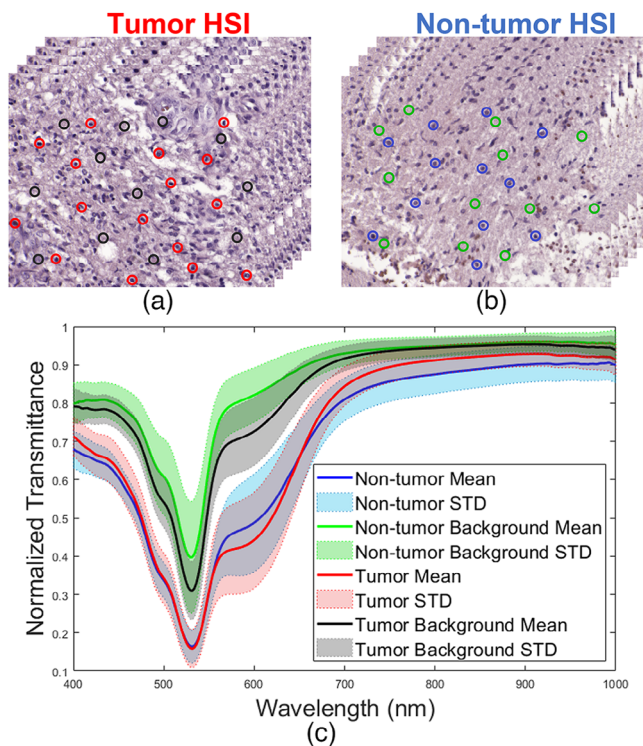 Tumor HSI
Non-tumor HSI
(a)
(b)
Normalized Transmittance
1
0.9
0.8
0.7
0.6
0.5
0.4
0.3
0.2
0.1
Non-tumor Mean
Non-tumor STD
Non-tumor Background Mean
Non-tumor Background STD
Tumor Mean
Tumor STD
Tumor Background Mean
Tumor Background STD
400
500
600
700
800
900
1000
Wavelength (nm)
(c)